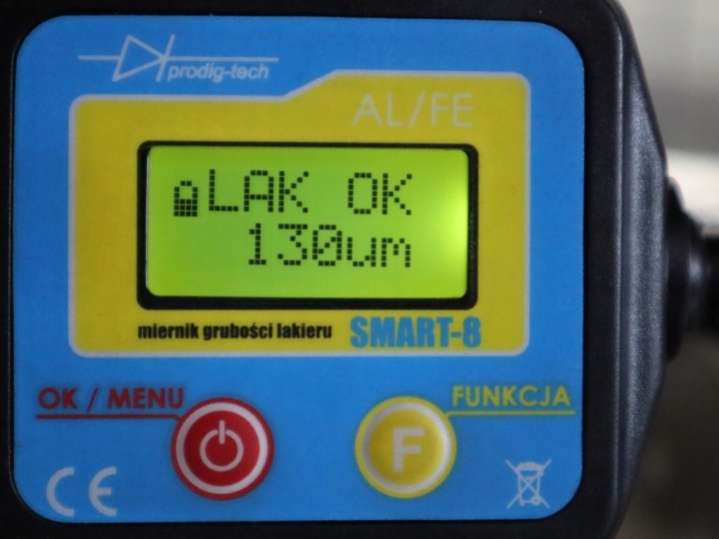 prodig-tech
AL/FE
LAK OK
130um
miernik grubości lakieru SMART-8
OK / MENU
FUNKCJA
F
CE